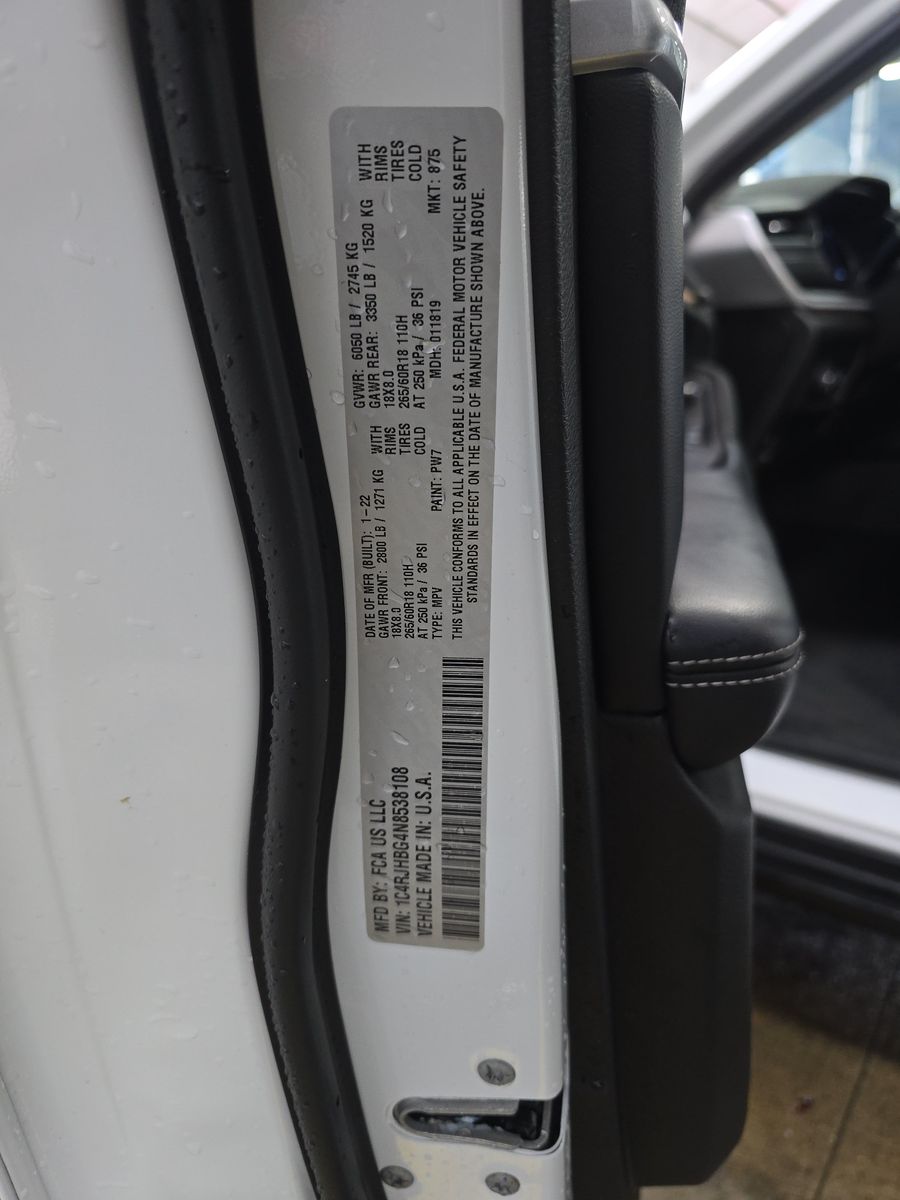 MFD BY: FCA US LLC
VIN: 1C4RJHBG4N8538108
VEHICLE MADE IN: U.S.A.
DATE OF MFR (BUILT): 1-22
GAWR FRONT: 2800 LB / 1271 KG WITH
18X8.0 RIMS
265/60R18 110H TIRES
AT 250 kPa / 36 PSI COLD
GVWR: 6050 LB / 2745 KG
GAWR REAR: 3350 LB / 1520 KG WITH
18X8.0 RIMS
265/60R18 110H TIRES
AT 250 kPa / 36 PSI COLD
TYPE: MPV PAINT: PW7 MDH: 011819 MKT: 875
THIS VEHICLE CONFORMS TO ALL APPLICABLE U.S.A. FEDERAL MOTOR VEHICLE SAFETY
STANDARDS IN EFFECT ON THE DATE OF MANUFACTURE SHOWN ABOVE.